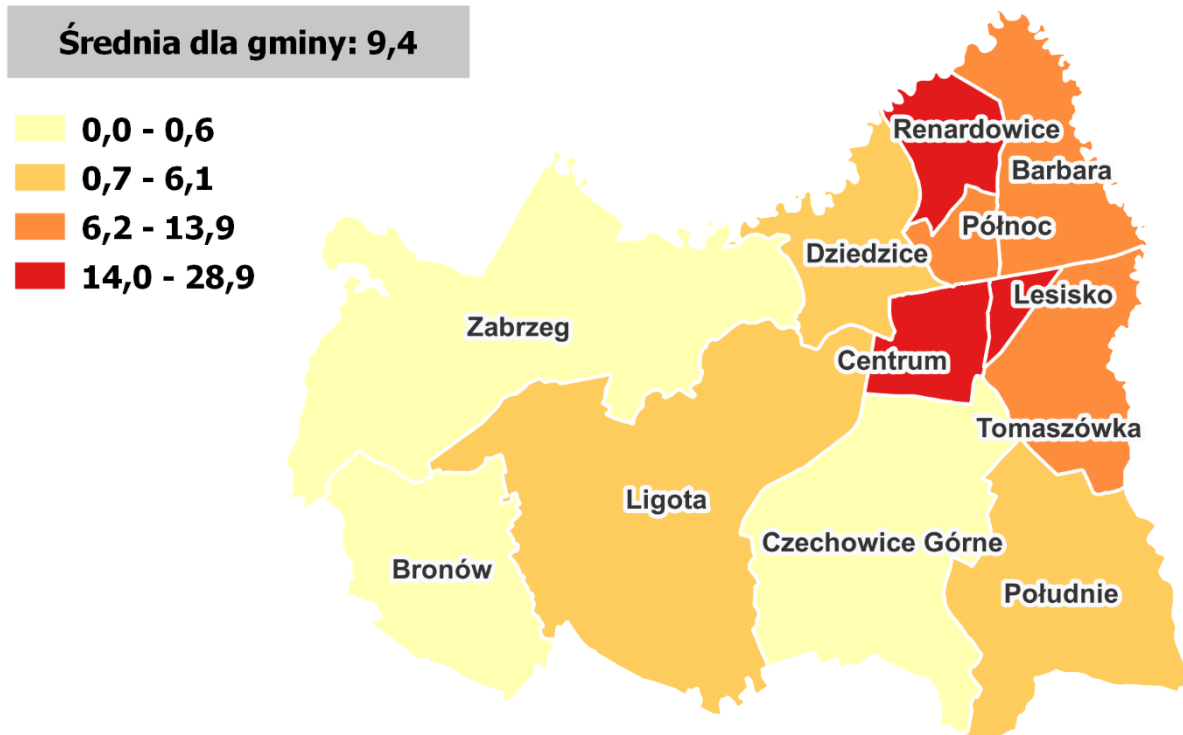 Średnia dla gminy: 9,4
0,0 - 0,6
0,7 - 6,1
6,2 - 13,9
14,0 - 28,9
Renardowice
Barbara
Północ
Dziedzice
Lesisko
Zabrzeg
Centrum
Tomaszówka
Ligota
Czechowice Górne
Bronów
Południe